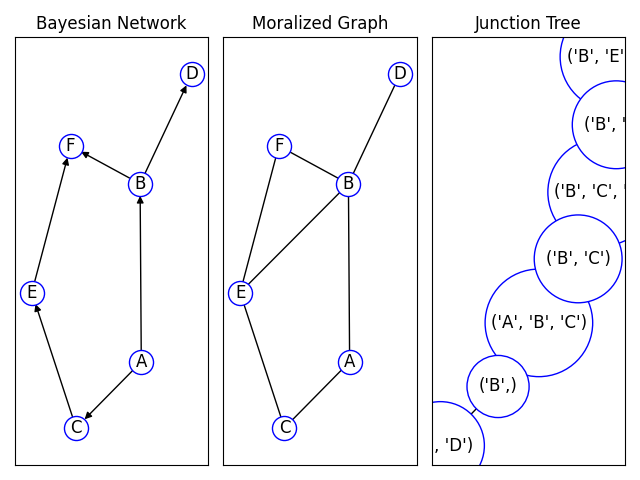 Bayesian Network
D
F
B
E
A
C
Moralized Graph
D
F
B
E
A
C
Junction Tree
('B', 'E'
('B', '
('B', 'C', '
('B', 'C')
('A', 'B', 'C')
('B',)
, 'D')